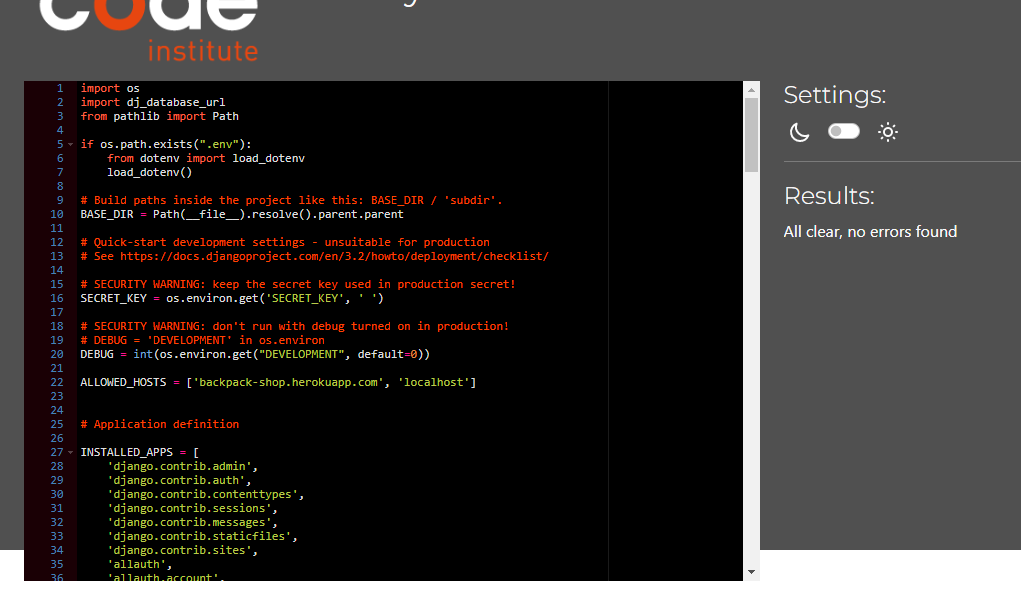 code
institute
1 import os
2 import dj_database_url
3 from pathlib import Path
4
5 if os.path.exists(".env"):
6     from dotenv import load_dotenv
7     load_dotenv()
8
9 # Build paths inside the project like this: BASE_DIR / 'subdir'.
10 BASE_DIR = Path(__file__).resolve().parent.parent
11
12 # Quick-start development settings - unsuitable for production
13 # See https://docs.djangoproject.com/en/3.2/howto/deployment/checklist/
14
15 # SECURITY WARNING: keep the secret key used in production secret!
16 SECRET_KEY = os.environ.get('SECRET_KEY', ' ')
17
18 # SECURITY WARNING: don't run with debug turned on in production!
19 # DEBUG = 'DEVELOPMENT' in os.environ
20 DEBUG = int(os.environ.get("DEVELOPMENT", default=0))
21
22 ALLOWED_HOSTS = ['backpack-shop.herokuapp.com', 'localhost']
23
24
25 # Application definition
26
27 INSTALLED_APPS = [
28     'django.contrib.admin',
29     'django.contrib.auth',
30     'django.contrib.contenttypes',
31     'django.contrib.sessions',
32     'django.contrib.messages',
33     'django.contrib.staticfiles',
34     'django.contrib.sites',
35     'allauth',
36     'allauth.account',
Settings:
Results:
All clear, no errors found